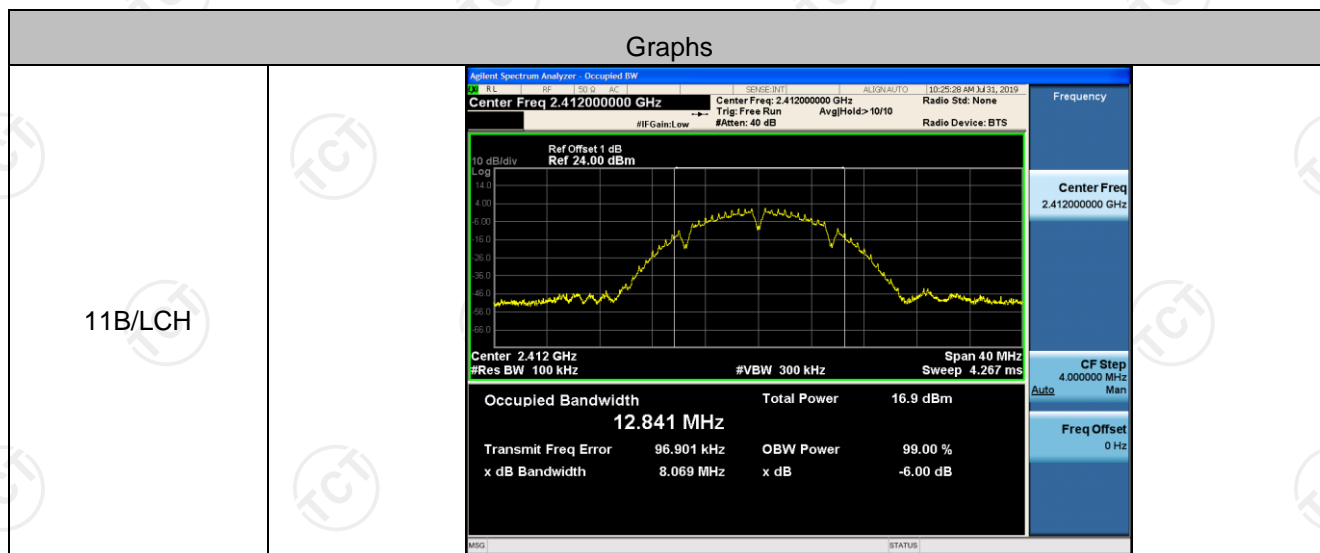 Graphs
11B/LCH
Agilent Spectrum Analyzer - Occupied BW
LXI RL RF 50 Ω AC SENSE:INT ALIGNAUTO 10:25:28 AM Jul 31, 2019
Center Freq 2.412000000 GHz
#IFGain:Low
Center Freq: 2.412000000 GHz
Trig: Free Run Avg|Hold:>10/10
#Atten: 40 dB
Radio Std: None
Radio Device: BTS
Ref Offset 1 dB
10 dB/div Ref 24.00 dBm
Log
14.0
4.00
-6.00
-16.0
-26.0
-36.0
-46.0
-56.0
-66.0
Center 2.412 GHz Span 40 MHz
#Res BW 100 kHz #VBW 300 kHz Sweep 4.267 ms
Occupied Bandwidth Total Power 16.9 dBm
12.841 MHz
Transmit Freq Error 96.901 kHz OBW Power 99.00 %
x dB Bandwidth 8.069 MHz x dB -6.00 dB
MSG STATUS
Frequency
Center Freq
2.412000000 GHz
CF Step
4.000000 MHz
Auto Man
Freq Offset
0 Hz
TCT
TCT
TCT
TCT
TCT